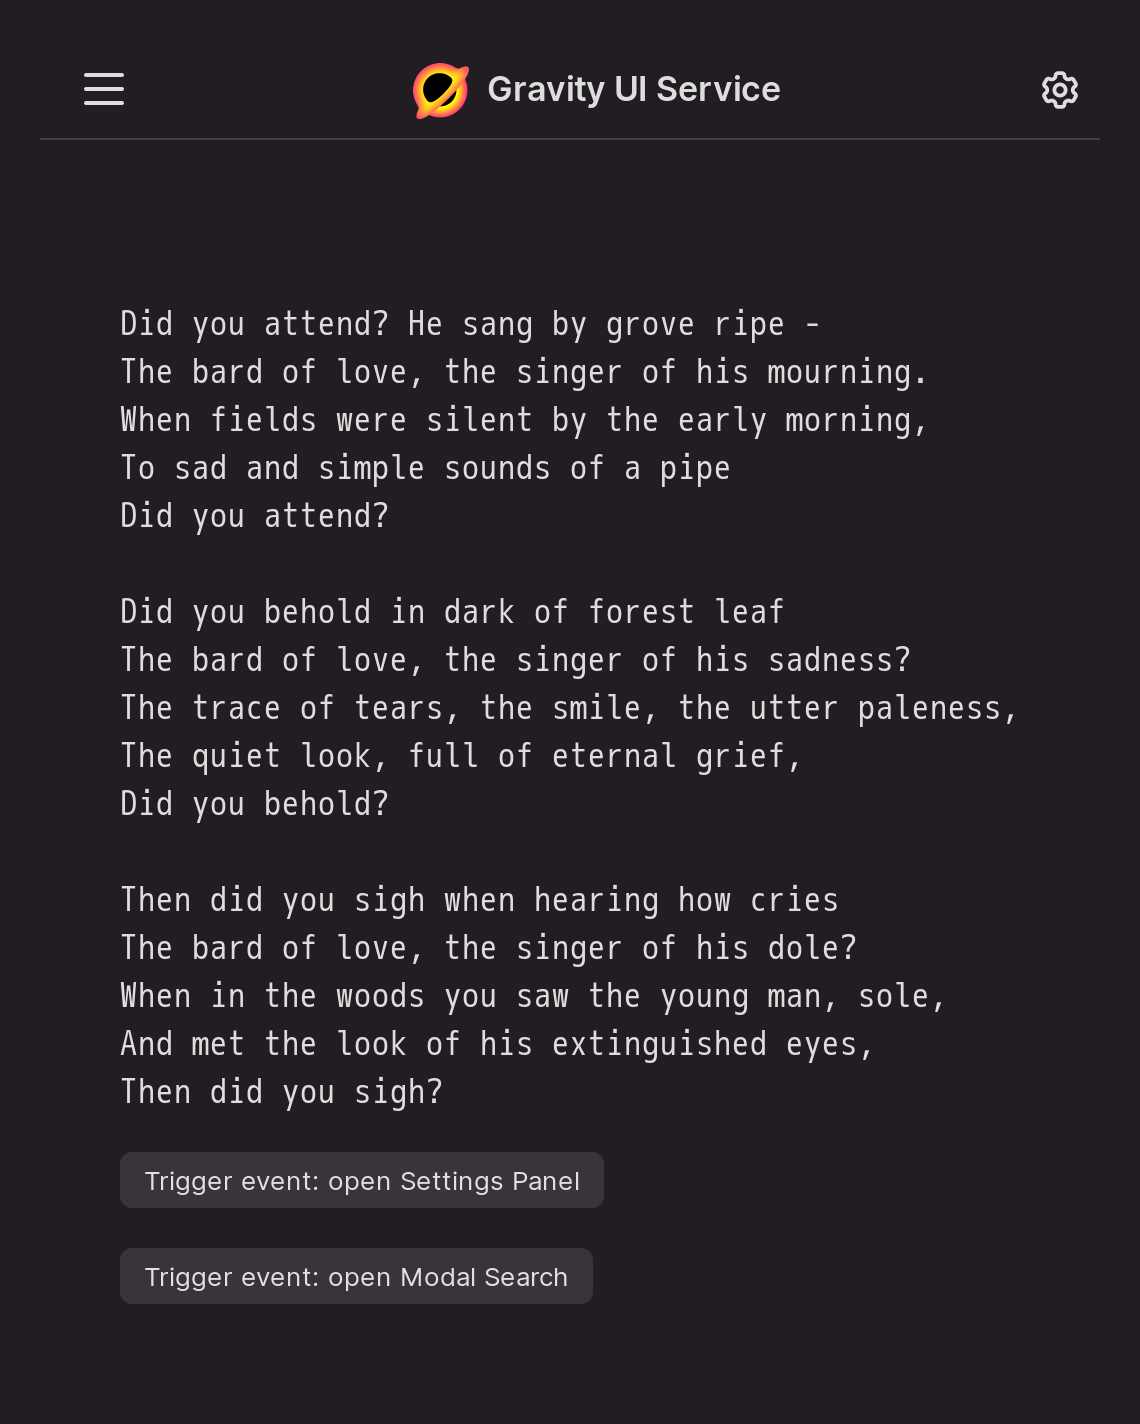 Gravity UI Service
Did you attend? He sang by grove ripe -
The bard of love, the singer of his mourning.
When fields were silent by the early morning,
To sad and simple sounds of a pipe
Did you attend?
Did you behold in dark of forest leaf
The bard of love, the singer of his sadness?
The trace of tears, the smile, the utter paleness,
The quiet look, full of eternal grief,
Did you behold?
Then did you sigh when hearing how cries
The bard of love, the singer of his dole?
When in the woods you saw the young man, sole,
And met the look of his extinguished eyes,
Then did you sigh?
Trigger event: open Settings Panel
Trigger event: open Modal Search